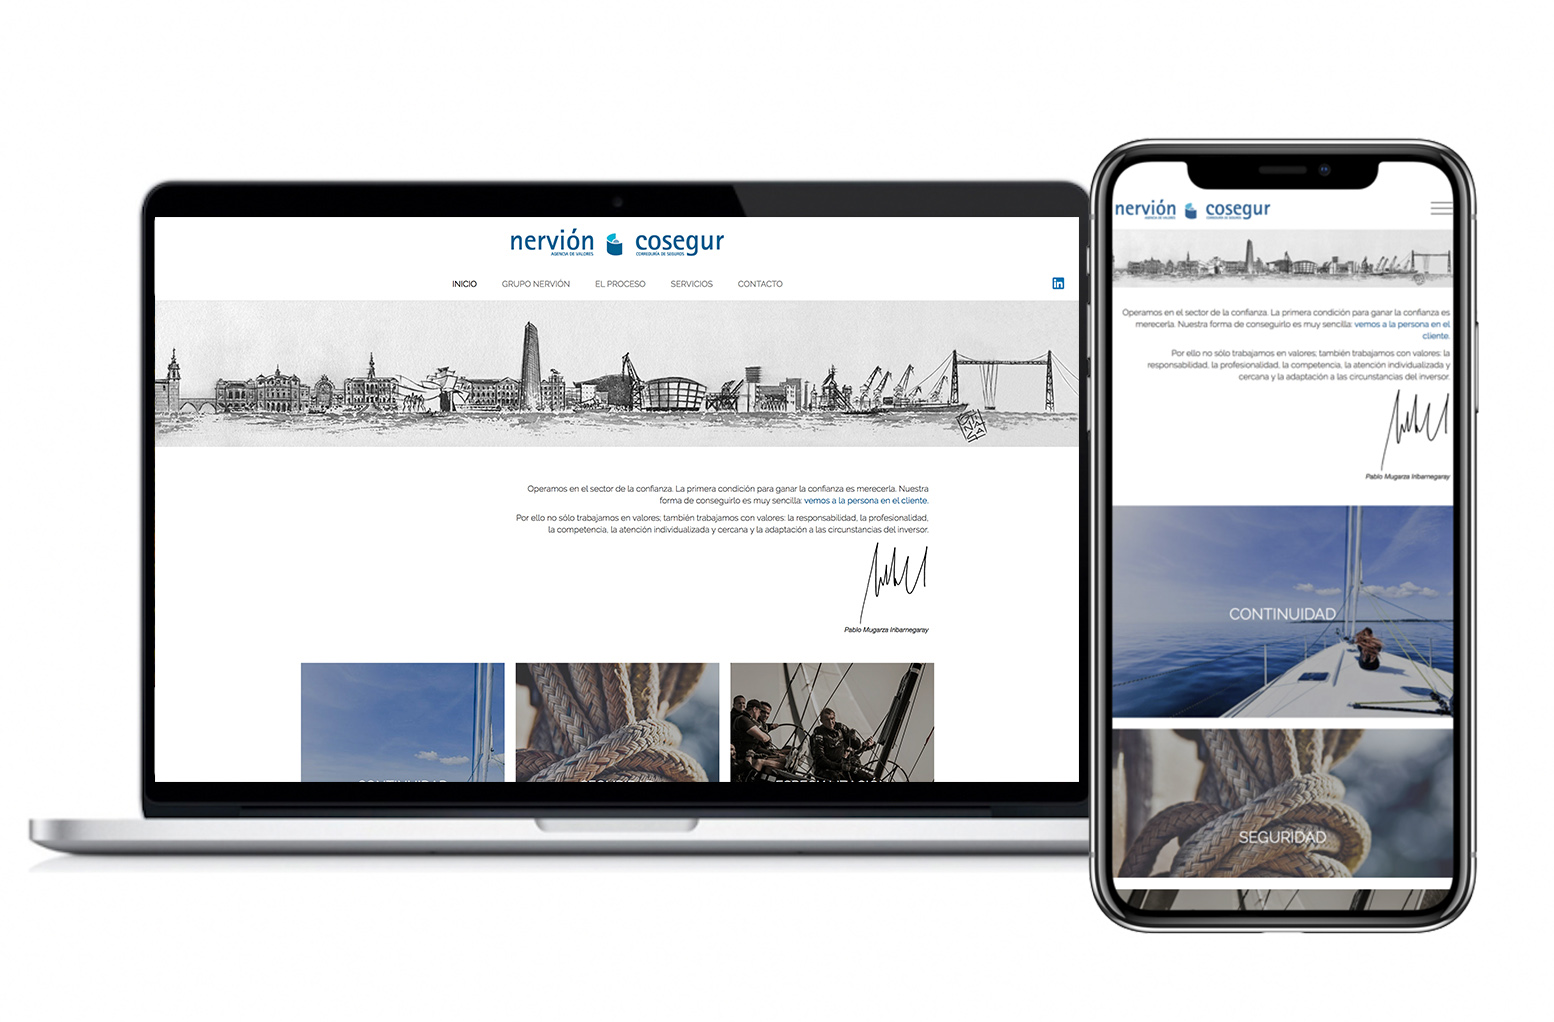 nervión cosegur
AGENCIA DE VALORES CORREDURÍA DE SEGUROS
INICIO GRUPO NERVIÓN EL PROCESO SERVICIOS CONTACTO
in
Operamos en el sector de la confianza. La primera condición para ganar la confianza es merecerla. Nuestra
forma de conseguirlo es muy sencilla: vemos a la persona en el cliente.
Por ello no sólo trabajamos en valores; también trabajamos con valores: la responsabilidad, la profesionalidad,
la competencia, la atención individualizada y cercana y la adaptación a las circunstancias del inversor.
Pablo Mugarza Iribarnegaray
CONTINUIDAD
nervión cosegur
AGENCIA DE VALORES CORREDURÍA DE SEGUROS
Operamos en el sector de la confianza. La primera condición para ganar la confianza es
merecerla. Nuestra forma de conseguirlo es muy sencilla: vemos a la persona en el
cliente.
Por ello no sólo trabajamos en valores; también trabajamos con valores: la
responsabilidad, la profesionalidad, la competencia, la atención individualizada y
cercana y la adaptación a las circunstancias del inversor.
Pablo Mugarza Iribarnegaray
CONTINUIDAD
SEGURIDAD